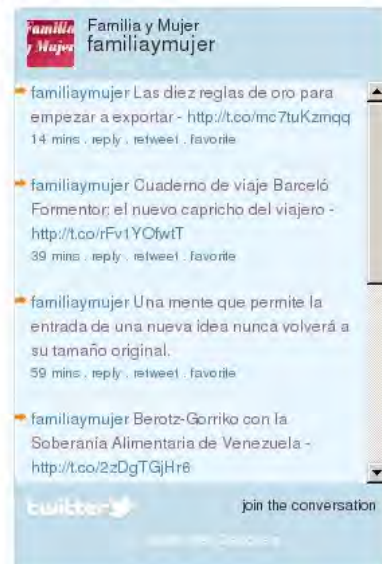 Familia
y Mujer
Familia y Mujer
familiaymujer
familiaymujer Las diez reglas de oro para
empezar a exportar - http://t.co/mc7tuKzmqq
14 mins . reply . retweet . favorite
familiaymujer Cuaderno de viaje Barceló
Formentor: el nuevo capricho del viajero -
http://t.co/rFv1YOfwtT
39 mins . reply . retweet . favorite
familiaymujer Una mente que permite la
entrada de una nueva idea nunca volverá a
su tamaño original.
59 mins . reply . retweet . favorite
familiaymujer Berotz-Gorriko con la
Soberanía Alimentaria de Venezuela -
http://t.co/2zDgTGjHr6
twitter
join the conversation